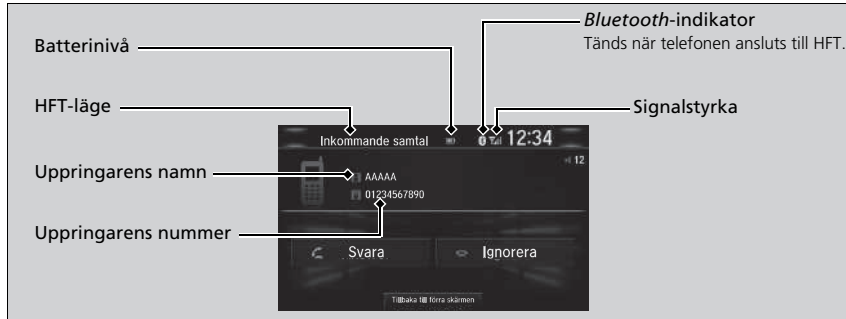 Bluetooth-indikator
Tänds när telefonen ansluts till HFT.
Batterinivå
HFT-läge
Signalstyrka
Inkommande samtal 12:34
12
Uppringarens namn
AAAAA
01234567890
Uppringarens nummer
Svara Ignorera
Tillbaka till förra skärmen